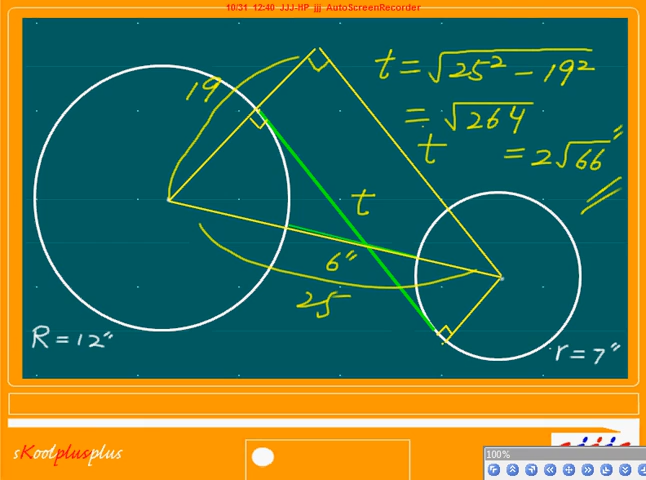 10/31 12:40 JJJ-HP jjj AutoScreenRecorder
t = √25² − 19²
19
= √264
t = 2√66"
t
6"
25
R = 12"
r = 7"
sKoolplusplus
100%